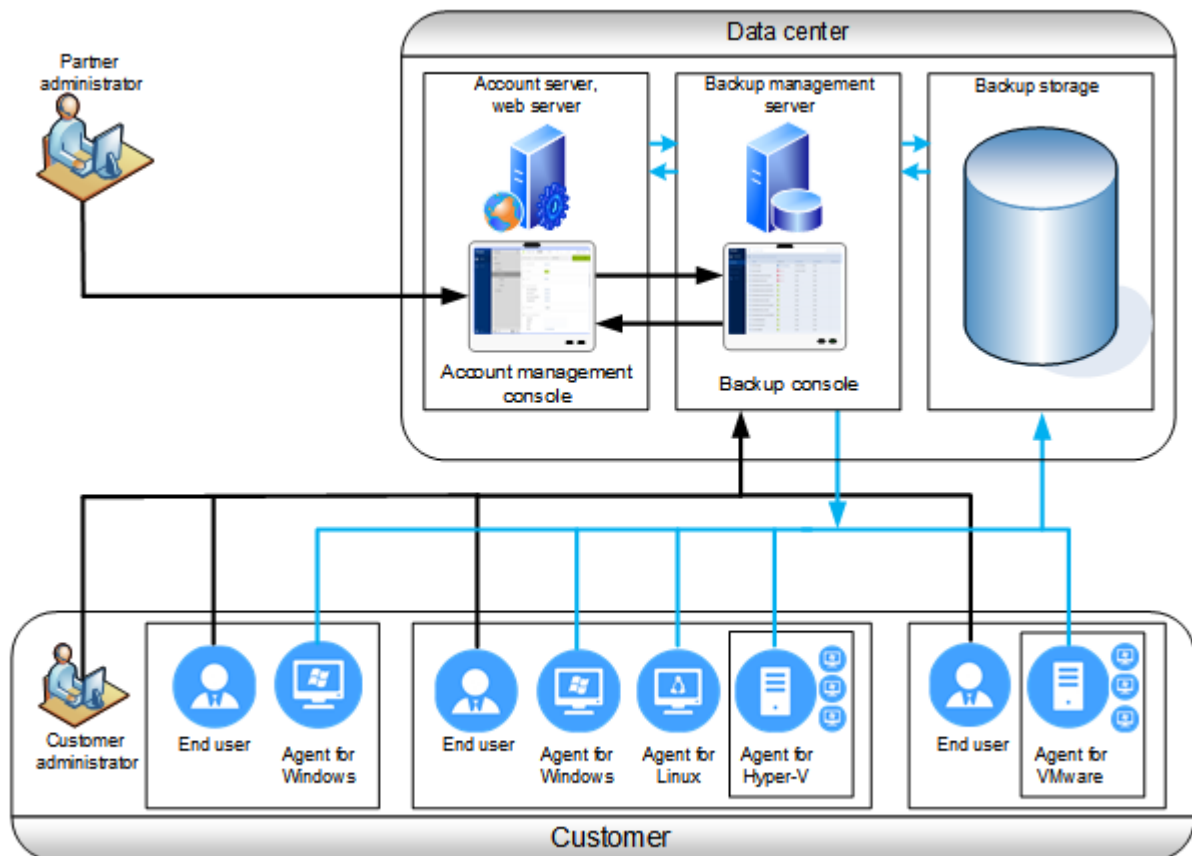 Data center
Partner
administrator
Account server,
web server
Backup management
server
Backup storage
Account management
console
Backup console
Customer
administrator
End user
Agent for
Windows
End user
Agent for
Windows
Agent for
Linux
Agent for
Hyper-V
End user
Agent for
VMware
Customer